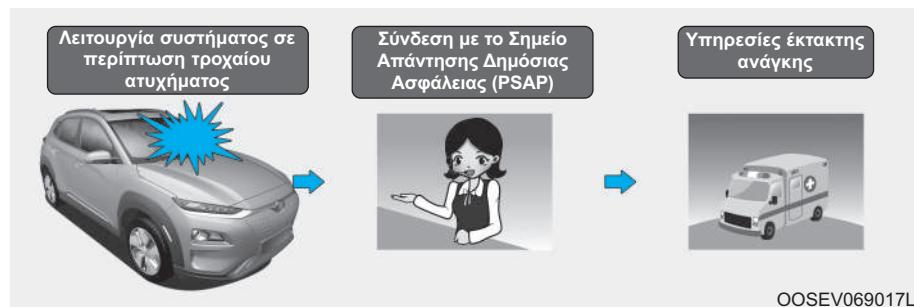 Λειτουργία συστήματος σε
περίπτωση τροχαίου
ατυχήματος
Σύνδεση με το Σημείο
Απάντησης Δημόσιας
Ασφάλειας (PSAP)
Υπηρεσίες έκτακτης
ανάγκης
OOSEV069017L